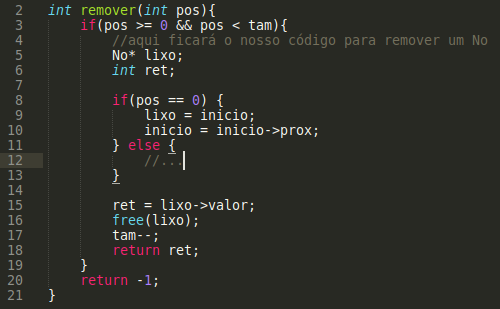 2 int remover(int pos){
3     if(pos >= 0 && pos < tam){
4         //aqui ficará o nosso código para remover um No
5         No* lixo;
6         int ret;
7
8         if(pos == 0) {
9             lixo = inicio;
10             inicio = inicio->prox;
11         } else {
12             //...
13         }
14
15         ret = lixo->valor;
16         free(lixo);
17         tam--;
18         return ret;
19     }
20     return -1;
21 }